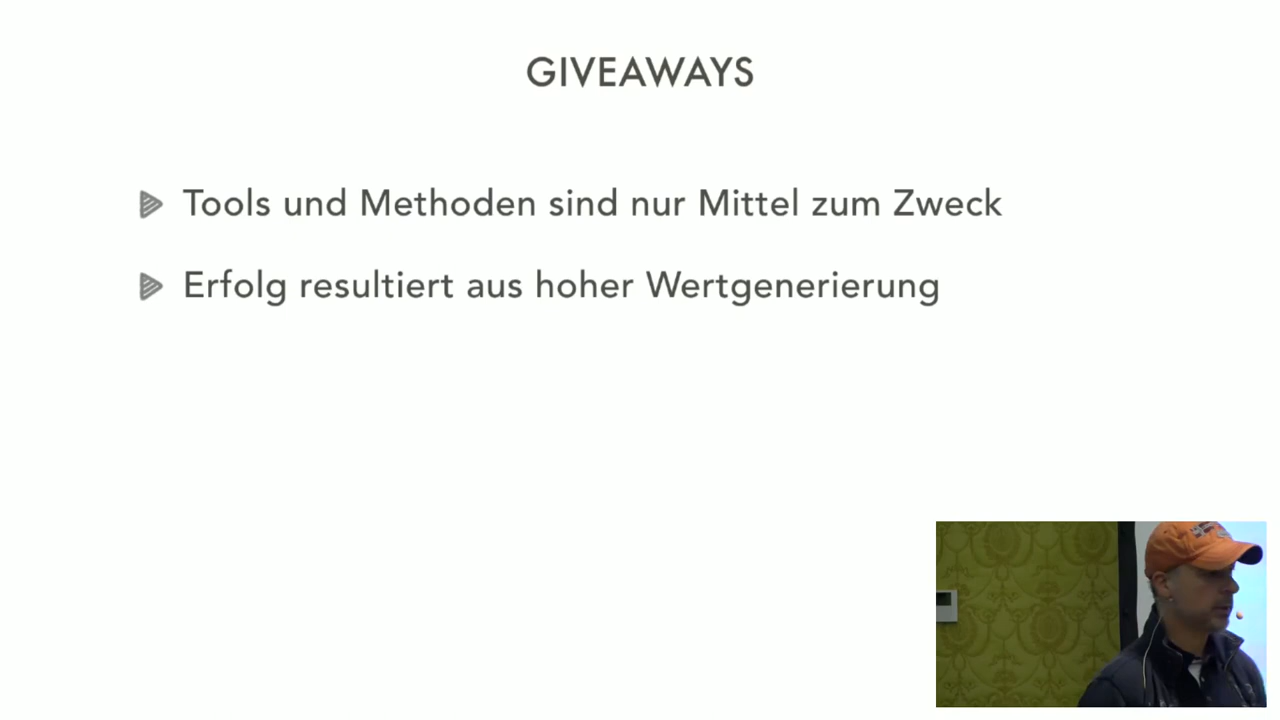 GIVEAWAYS
Tools und Methoden sind nur Mittel zum Zweck
Erfolg resultiert aus hoher Wertgenerierung